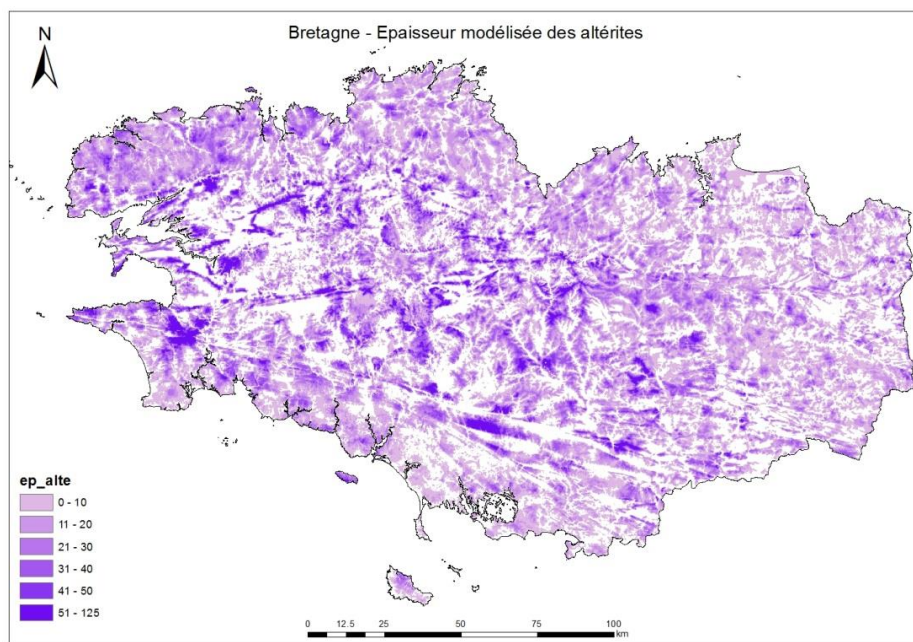 Bretagne - Epaisseur modélisée des altérites
N
ep_alte
0 - 10
11 - 20
21 - 30
31 - 40
41 - 50
51 - 125
0 12.5 25 50 75 100
km